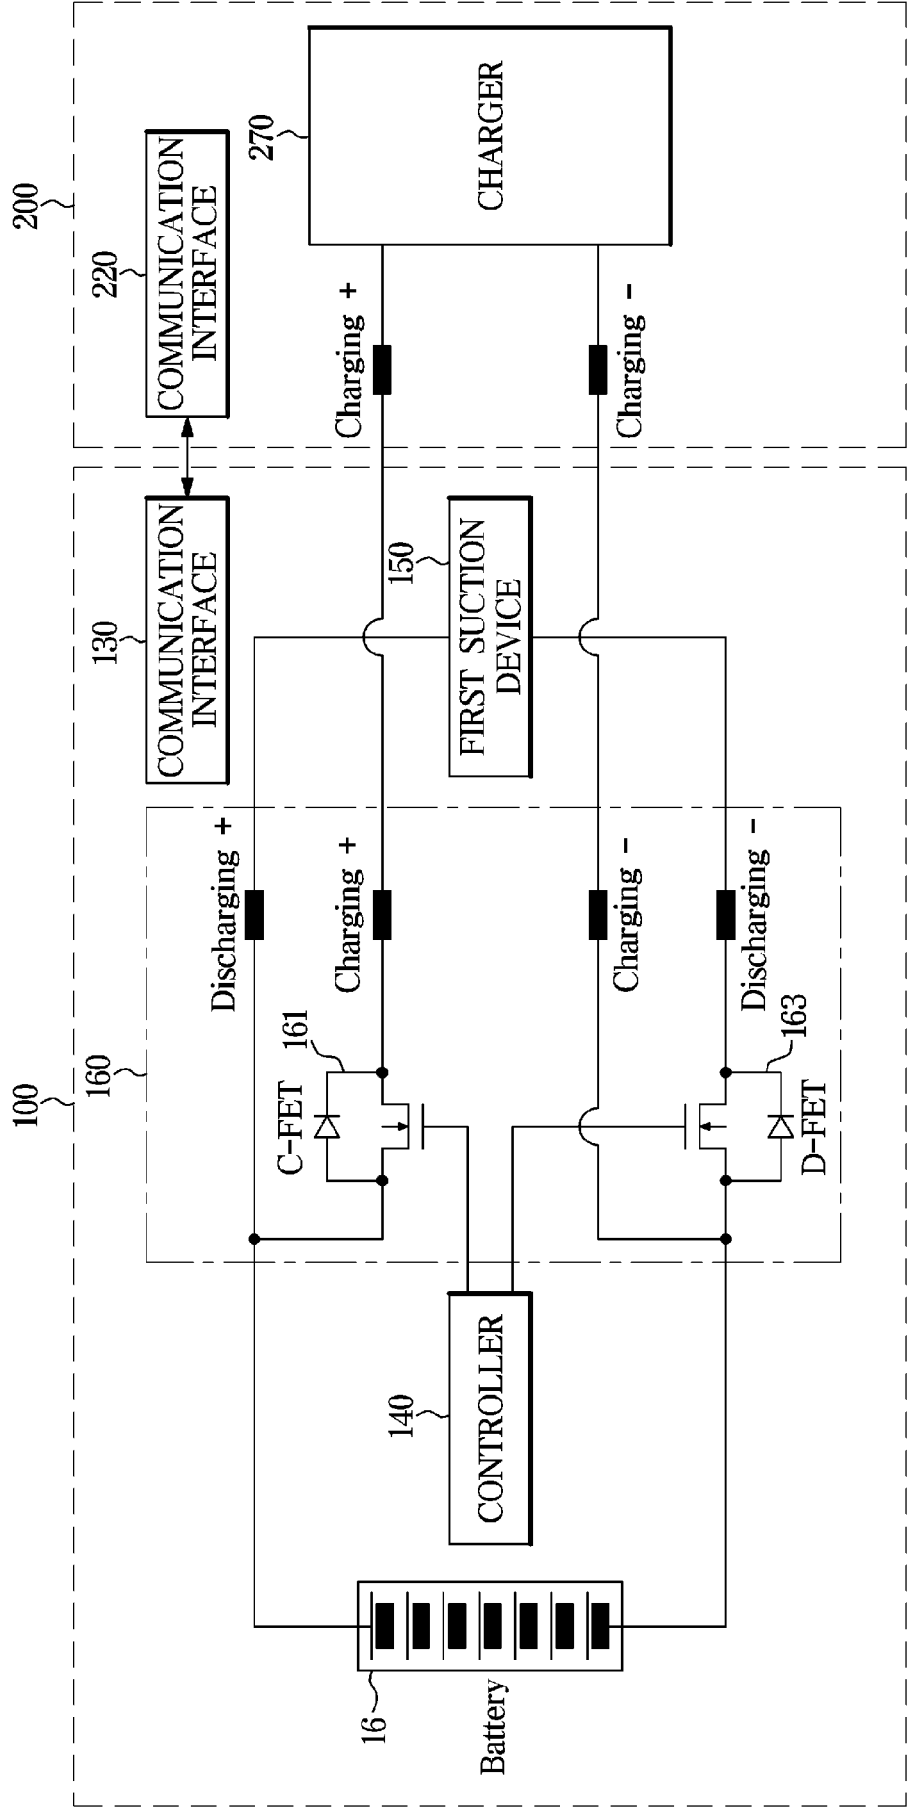 100
200
160
130
COMMUNICATION
INTERFACE
220
COMMUNICATION
INTERFACE
Discharging +
C-FET
161
Charging +
Charging +
270
CHARGER
16
Battery
140
CONTROLLER
150
FIRST SUCTION
DEVICE
Charging -
Charging -
Discharging -
D-FET
163